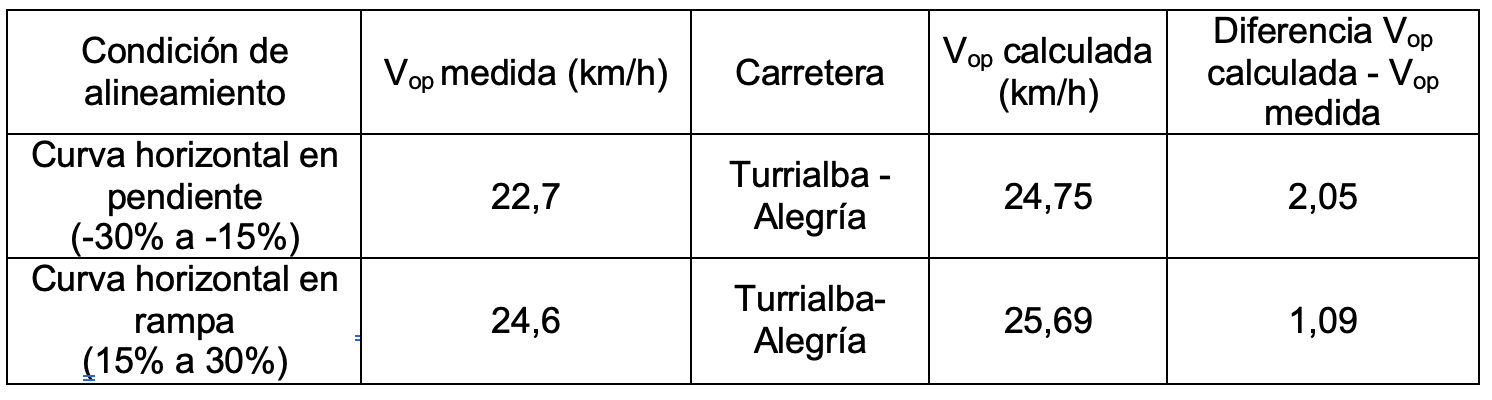 Condición de
alineamiento
Vop medida (km/h)
Carretera
Vop calculada
(km/h)
Diferencia Vop
calculada - Vop
medida
Curva horizontal en
pendiente
(-30% a -15%)
22,7
Turrialba -
Alegría
24,75
2,05
Curva horizontal en
rampa
(15% a 30%)
24,6
Turrialba-
Alegría
25,69
1,09